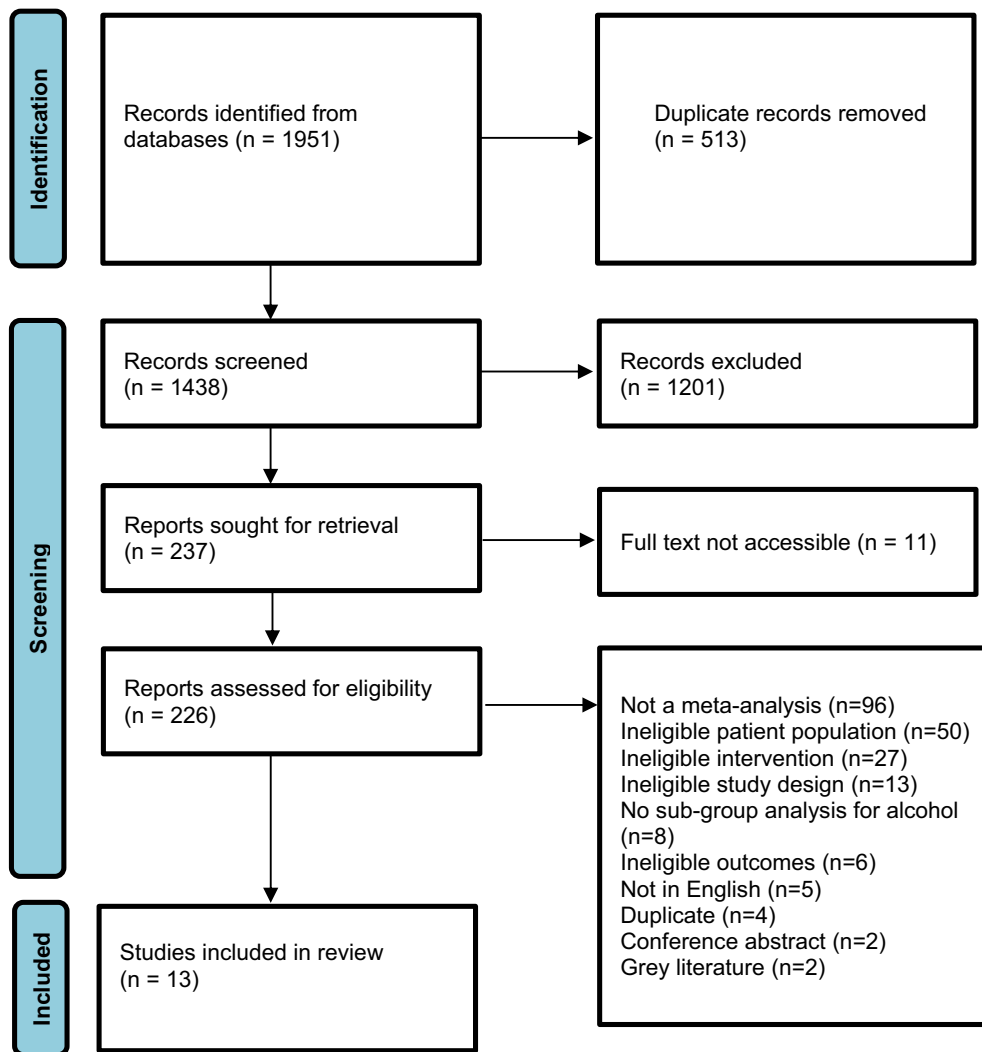 Identification
Records identified from
databases (n = 1951)
Duplicate records removed
(n = 513)
Screening
Records screened
(n = 1438)
Records excluded
(n = 1201)
Reports sought for retrieval
(n = 237)
Full text not accessible (n = 11)
Reports assessed for eligibility
(n = 226)
Not a meta-analysis (n=96)
Ineligible patient population (n=50)
Ineligible intervention (n=27)
Ineligible study design (n=13)
No sub-group analysis for alcohol
(n=8)
Ineligible outcomes (n=6)
Not in English (n=5)
Duplicate (n=4)
Conference abstract (n=2)
Grey literature (n=2)
Included
Studies included in review
(n = 13)